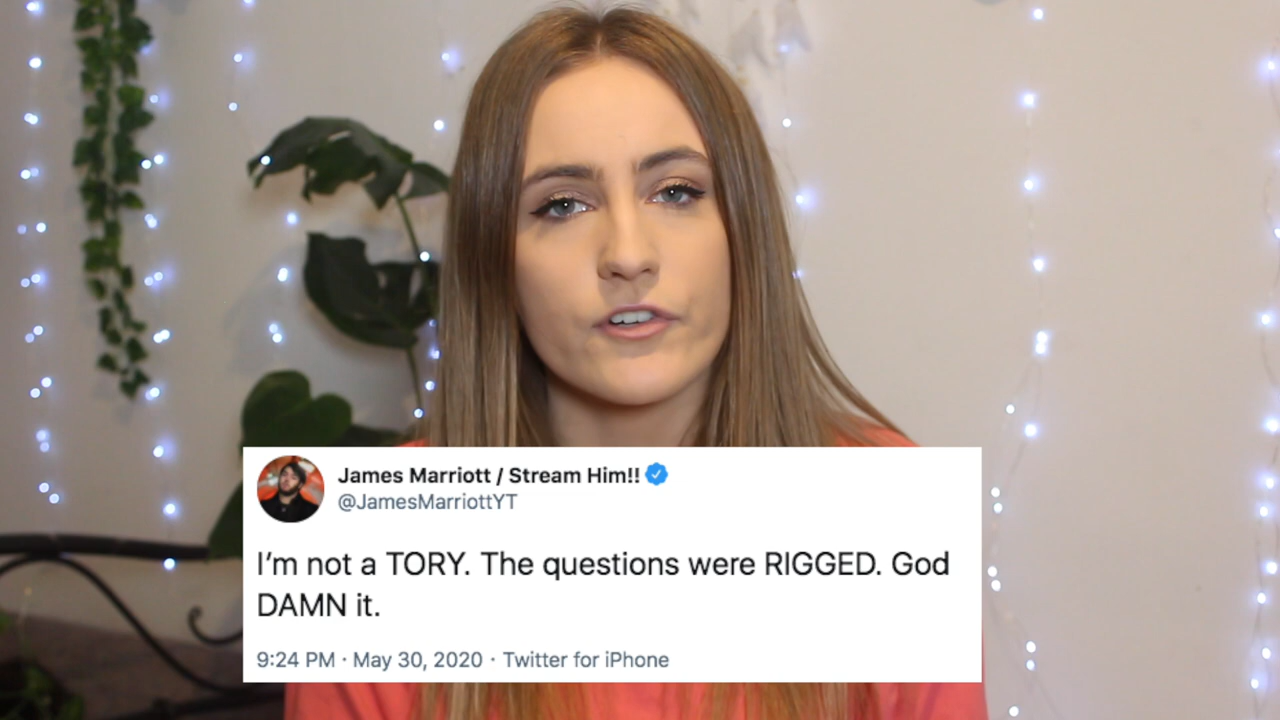 James Marriott / Stream Him!!
@JamesMarriottYT
I’m not a TORY. The questions were RIGGED. God
DAMN it.
9:24 PM · May 30, 2020 · Twitter for iPhone